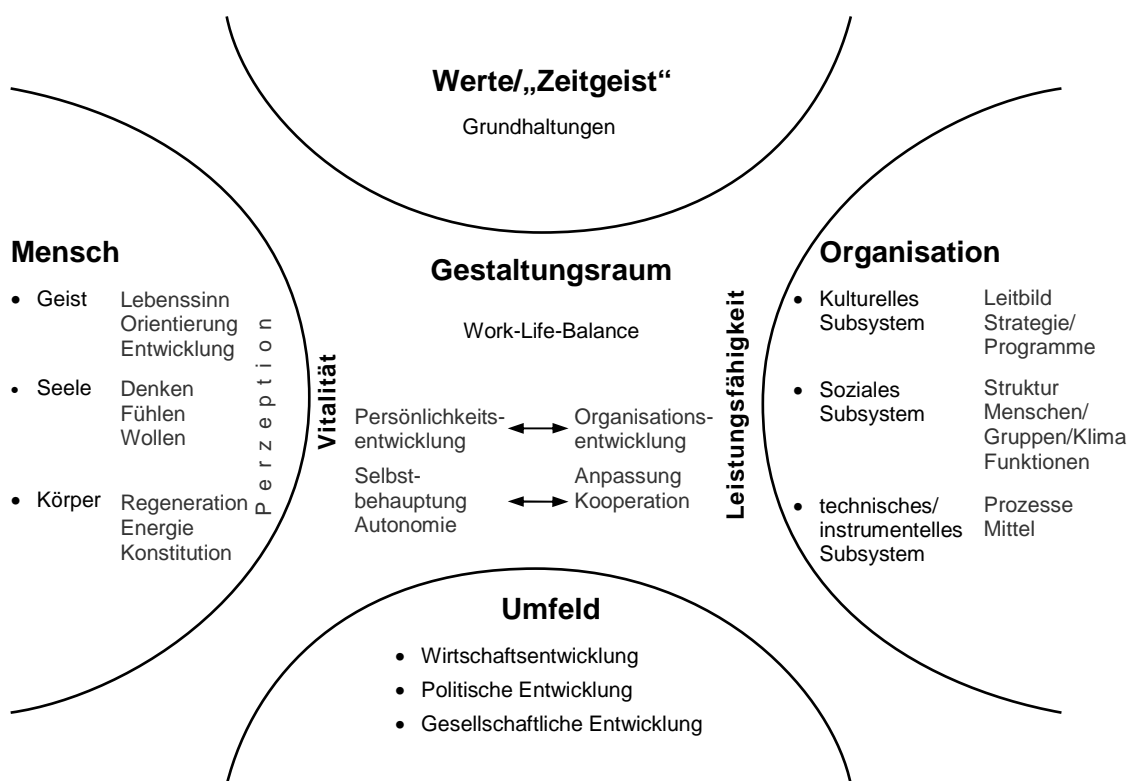 Werte/„Zeitgeist“
Grundhaltungen
Mensch
• Geist
Lebenssinn
Orientierung
Entwicklung
• Seele
Denken
Fühlen
Wollen
• Körper
Regeneration
Energie
Konstitution
Perzeption
Vitalität
Gestaltungsraum
Work-Life-Balance
Persönlichkeits-
entwicklung
Organisations-
entwicklung
Selbst-
behauptung
Autonomie
Anpassung
Kooperation
Leistungsfähigkeit
Organisation
• Kulturelles
Subsystem
Leitbild
Strategie/
Programme
• Soziales
Subsystem
Struktur
Menschen/
Gruppen/Klima
Funktionen
• technisches/
instrumentelles
Subsystem
Prozesse
Mittel
Umfeld
• Wirtschaftsentwicklung
• Politische Entwicklung
• Gesellschaftliche Entwicklung